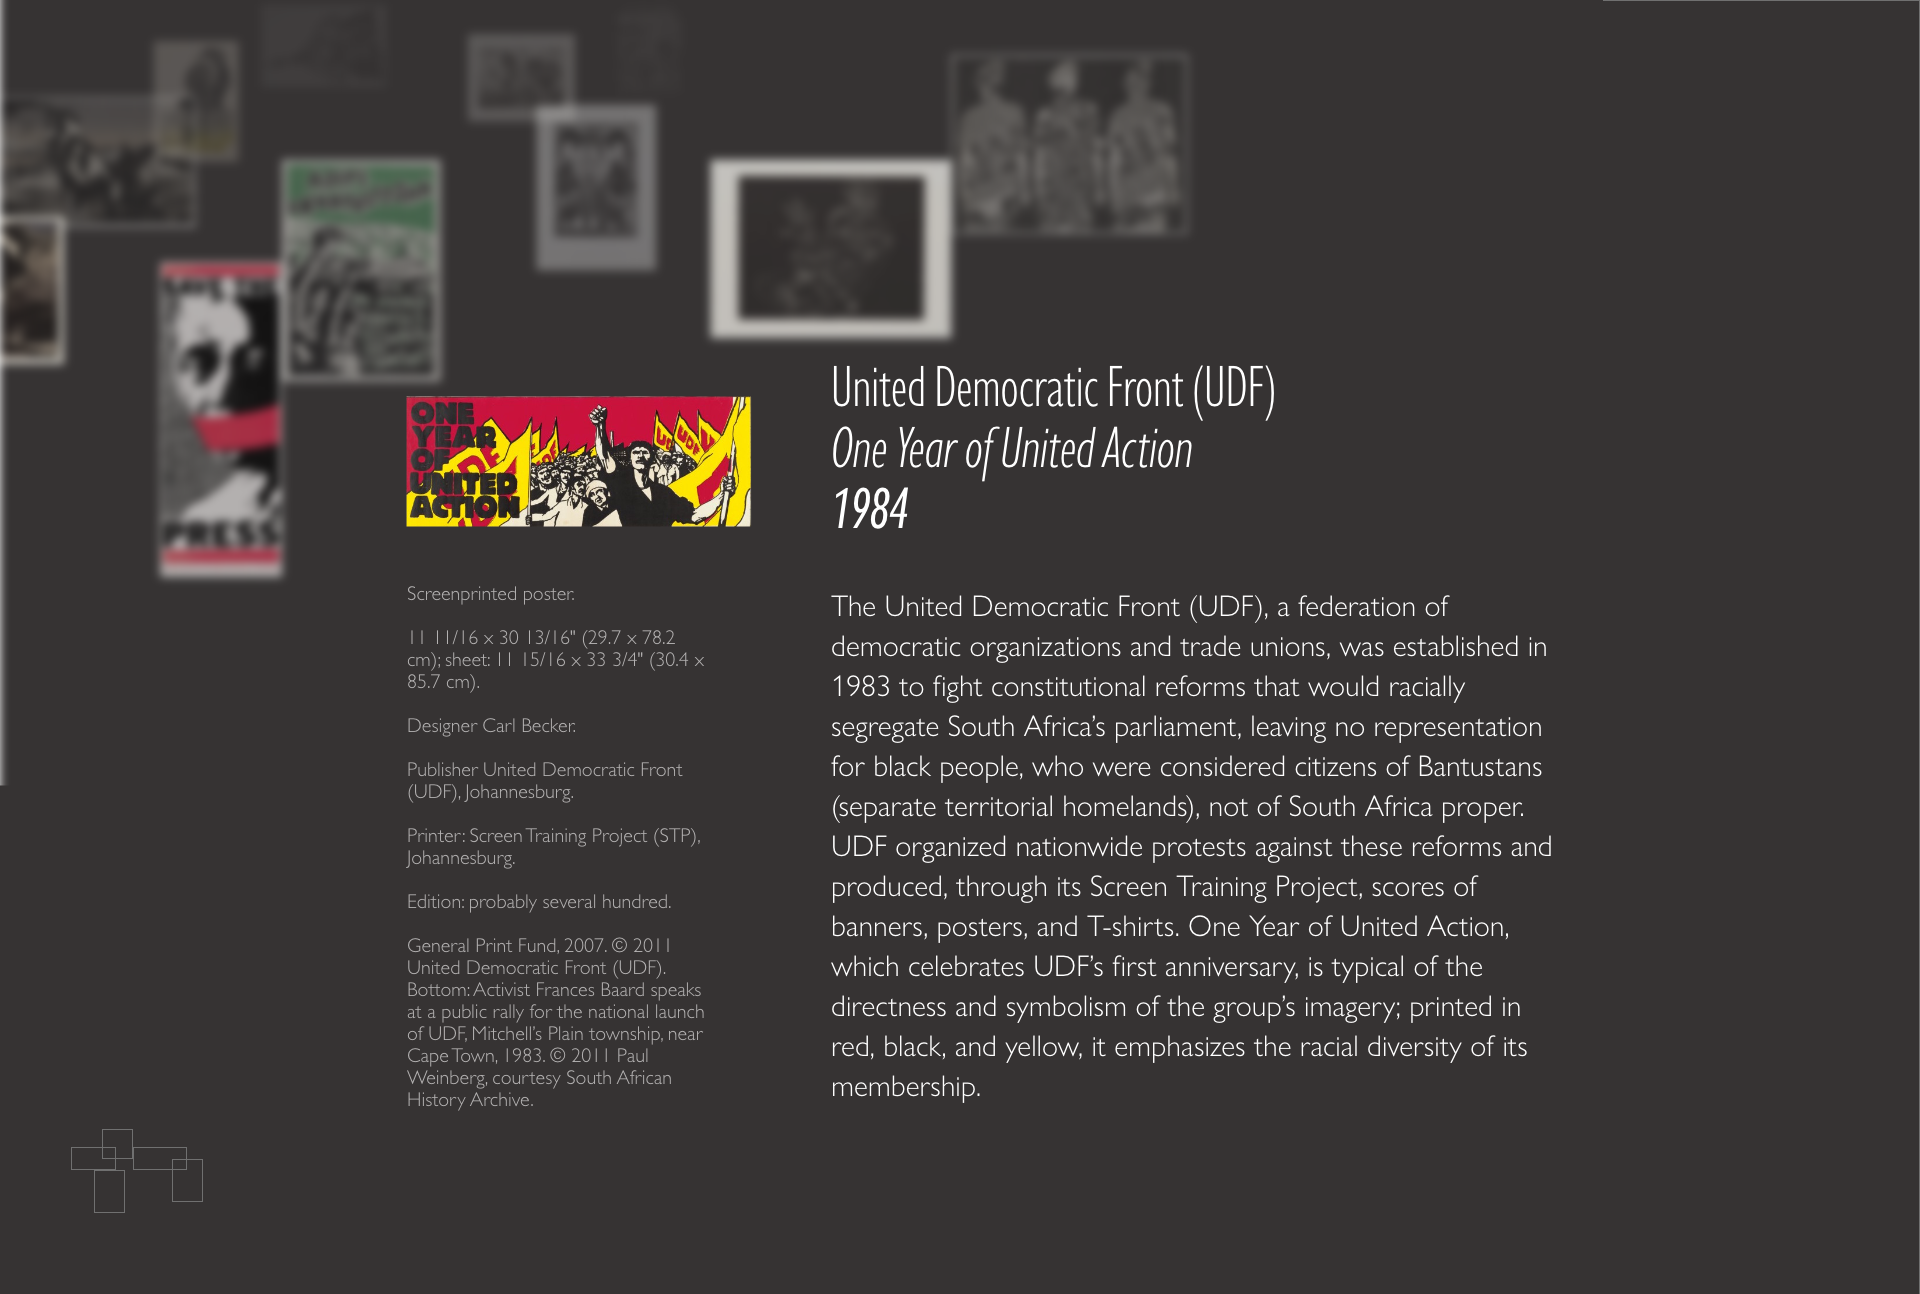 PRESS
ONE
YEAR
OF
UNITED
ACTION
UDF
UDF
UDF
United Democratic Front (UDF)
One Year of United Action
1984
Screenprinted poster.
11 11/16 x 30 13/16" (29.7 x 78.2
cm); sheet: 11 15/16 x 33 3/4" (30.4 x
85.7 cm).
Designer Carl Becker.
Publisher United Democratic Front
(UDF), Johannesburg.
Printer: Screen Training Project (STP),
Johannesburg.
Edition: probably several hundred.
General Print Fund, 2007. © 2011
United Democratic Front (UDF).
Bottom: Activist Frances Baard speaks
at a public rally for the national launch
of UDF, Mitchell’s Plain township, near
Cape Town, 1983. © 2011 Paul
Weinberg, courtesy South African
History Archive.
The United Democratic Front (UDF), a federation of
democratic organizations and trade unions, was established in
1983 to fight constitutional reforms that would racially
segregate South Africa’s parliament, leaving no representation
for black people, who were considered citizens of Bantustans
(separate territorial homelands), not of South Africa proper.
UDF organized nationwide protests against these reforms and
produced, through its Screen Training Project, scores of
banners, posters, and T-shirts. One Year of United Action,
which celebrates UDF’s first anniversary, is typical of the
directness and symbolism of the group’s imagery; printed in
red, black, and yellow, it emphasizes the racial diversity of its
membership.